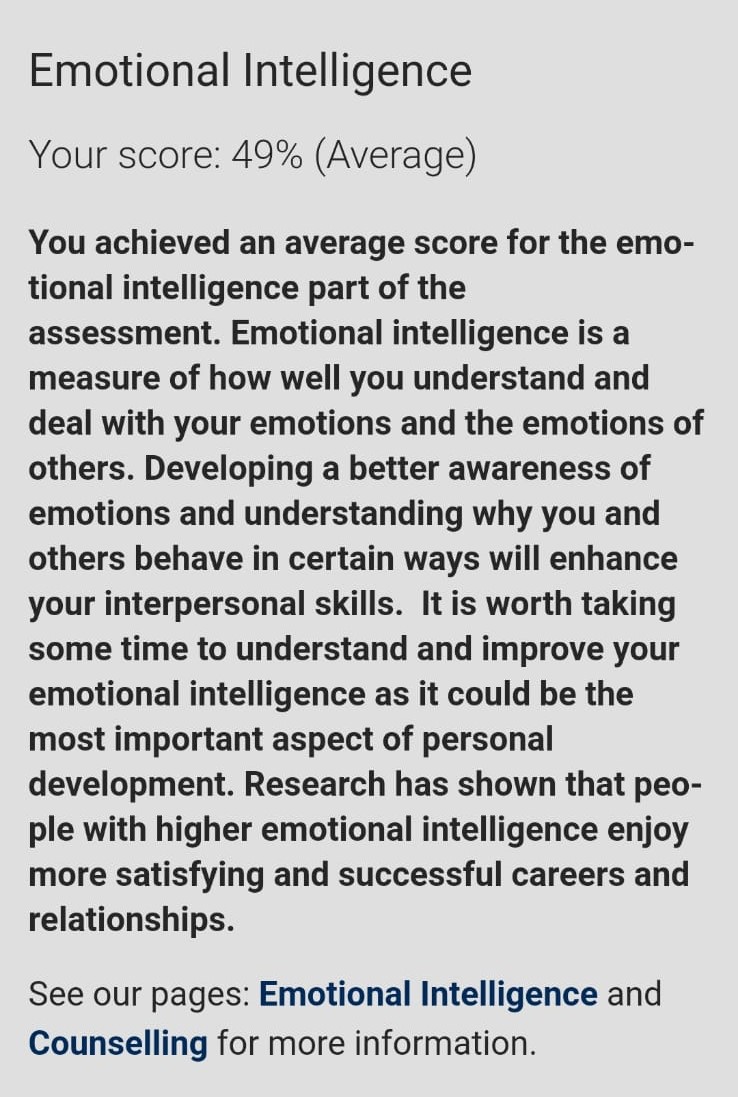 Emotional Intelligence
Your score: 49% (Average)
You achieved an average score for the emo-
tional intelligence part of the
assessment. Emotional intelligence is a
measure of how well you understand and
deal with your emotions and the emotions of
others. Developing a better awareness of
emotions and understanding why you and
others behave in certain ways will enhance
your interpersonal skills.  It is worth taking
some time to understand and improve your
emotional intelligence as it could be the
most important aspect of personal
development. Research has shown that peo-
ple with higher emotional intelligence enjoy
more satisfying and successful careers and
relationships.
See our pages: Emotional Intelligence and
Counselling for more information.